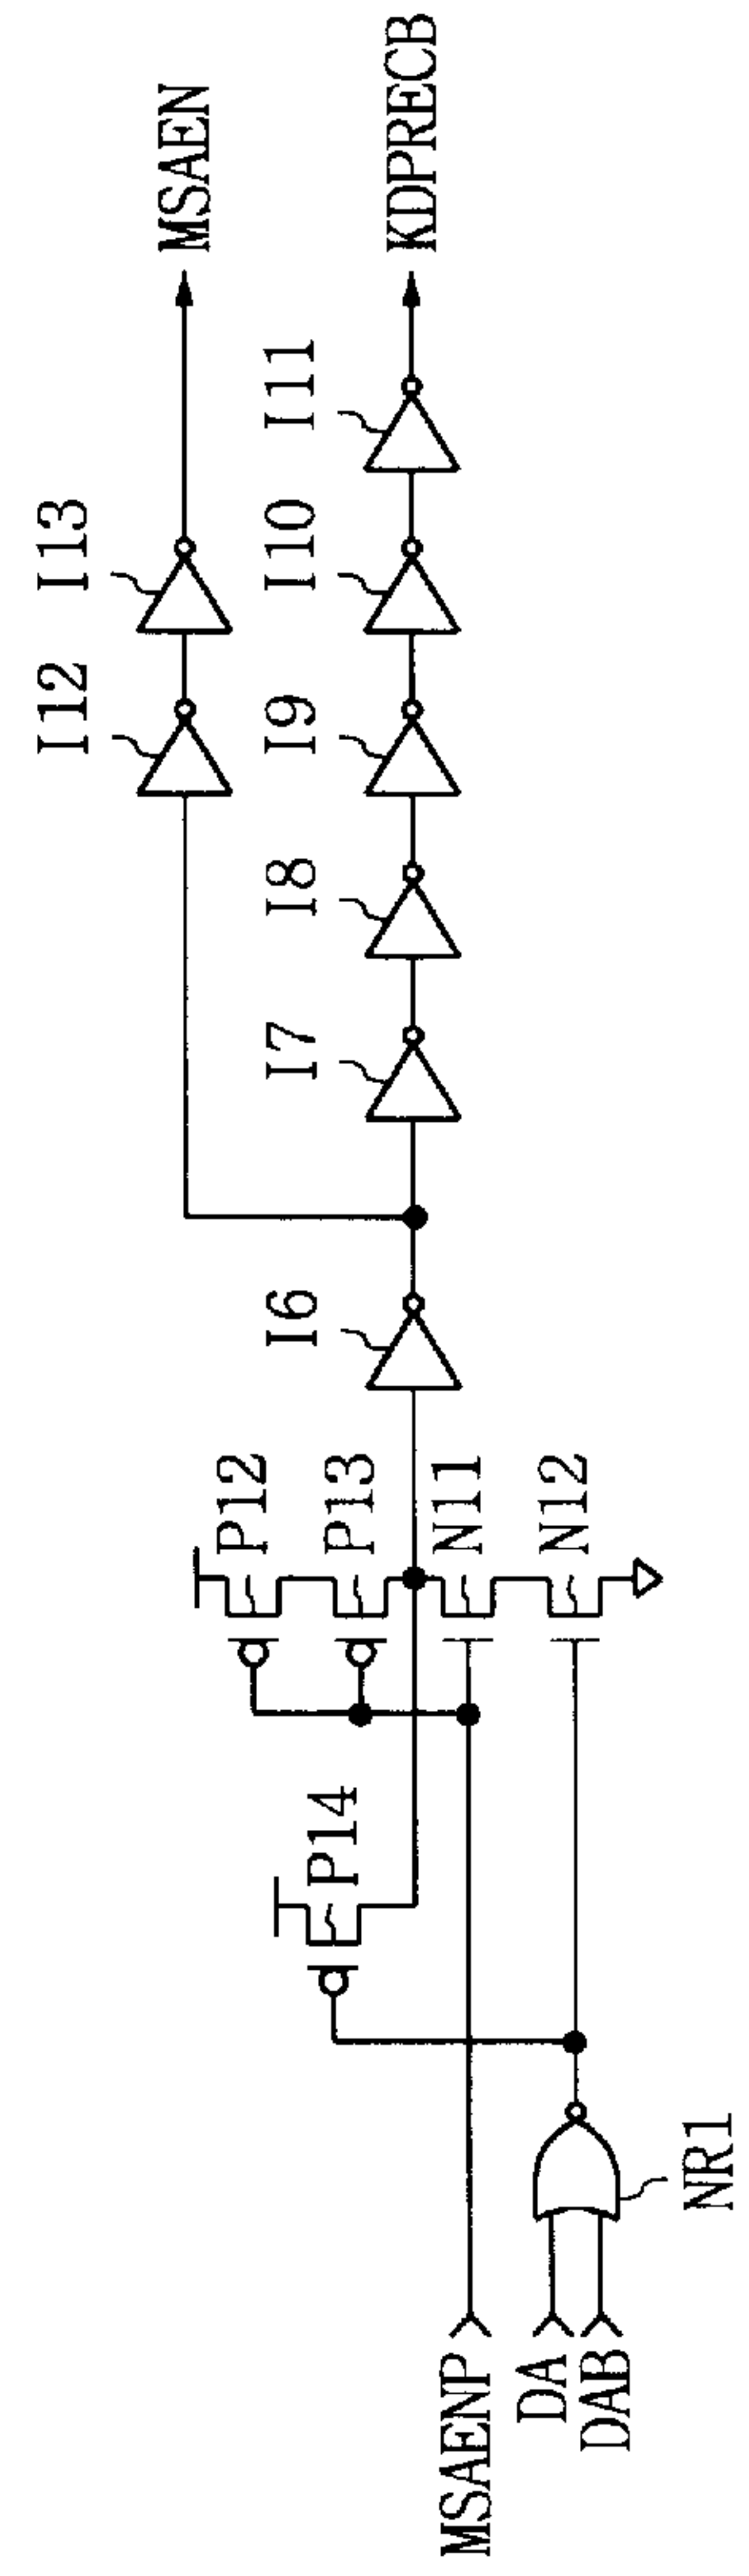 MSAENP
DA
DAB
NR1
P14
P12
P13
N11
N12
I6
I7
I8
I9
I10
I11
I12
I13
MSAEN
KDPRECB